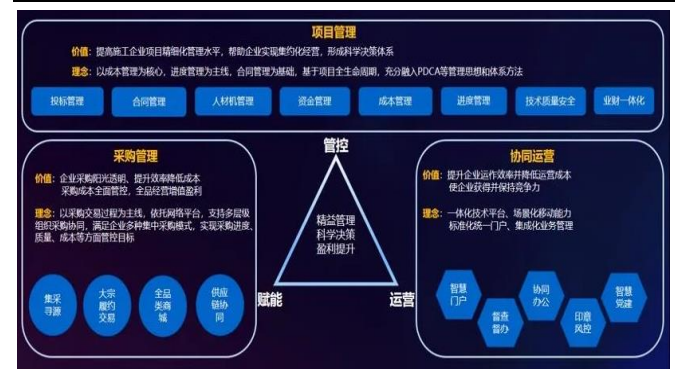 项目管理
价值：提高施工企业项目精细化管理水平，帮助企业实现集约化经营，形成科学决策体系
理念：以成本管理为核心，进度管理为主线，合同管理为基础，基于项目全生命周期，充分融入PDCA等管理思想和体系方法
投标管理
合同管理
人材机管理
资金管理
成本管理
进度管理
技术质量安全
业财一体化
采购管理
价值：企业采购阳光透明、提升效率降低成本
采购成本全面管控，全品经营增值盈利
理念：以采购交易过程为主线，依托网络平台，支持多层级
组织采购协同，满足企业多种集中采购模式，实现采购进度、
质量、成本等方面管控目标
集采
寻源
大宗
履约
交易
全品
类商
城
供应
链协
同
管控
精益管理
科学决策
盈利提升
赋能
运营
协同运营
价值：提升企业运作效率并降低运营成本
使企业获得并保持竞争力
理念：一体化技术平台、场景化移动能力
标准化统一门户、集成化业务管理
智慧
门户
督查
督办
协同
办公
印章
风控
智慧
党建